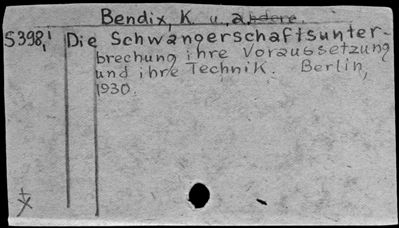 Bendix, K. u. andere.
S398,1 Die Schwangerschaftsunter-
brechung ihre Voraussetzung
und ihre Technik. Berlin,
1930.